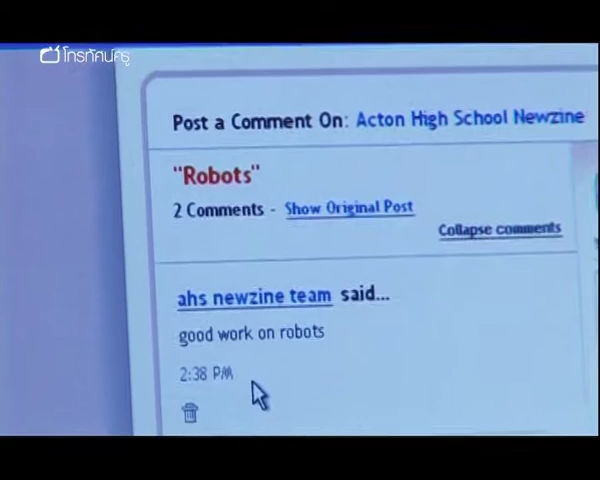 โทรทัศน์ครู
Post a Comment On: Acton High School Newzine
"Robots"
2 Comments - Show Original Post
Collapse comments
ahs newzine team said...
good work on robots
2:38 PM